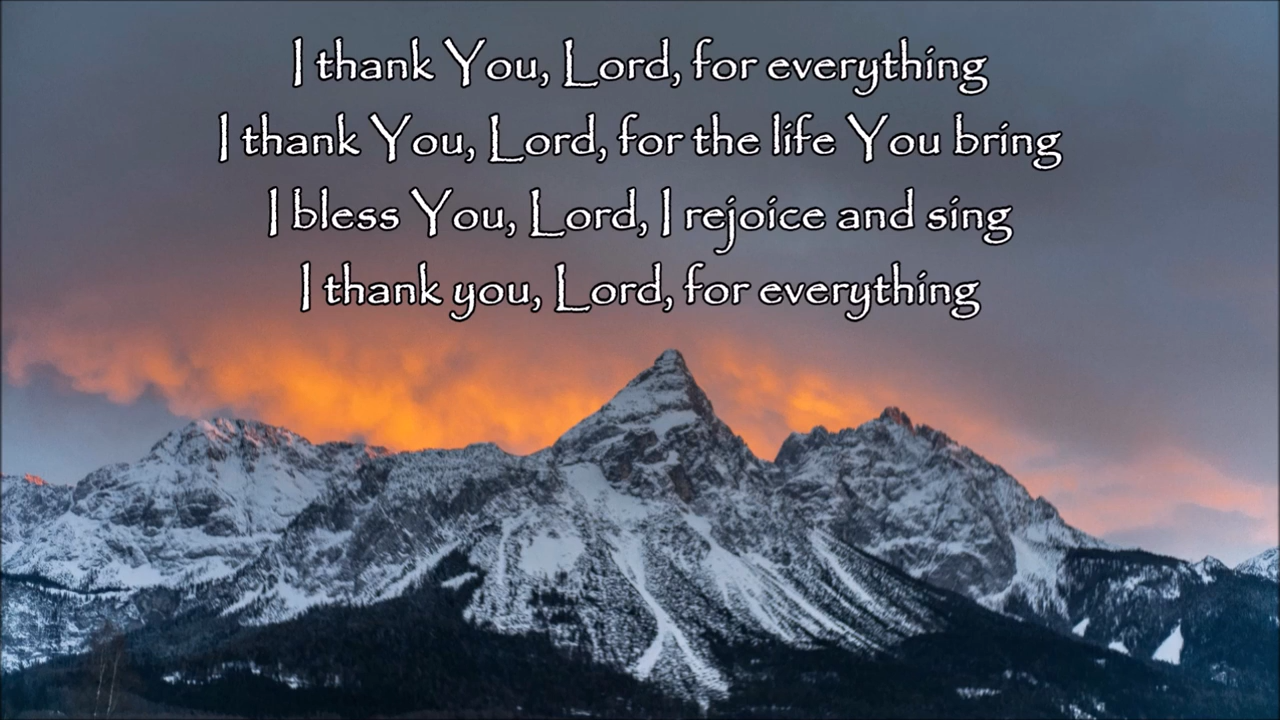 I thank You, Lord, for everything
I thank You, Lord, for the life You bring
I bless You, Lord, I rejoice and sing
I thank you, Lord, for everything